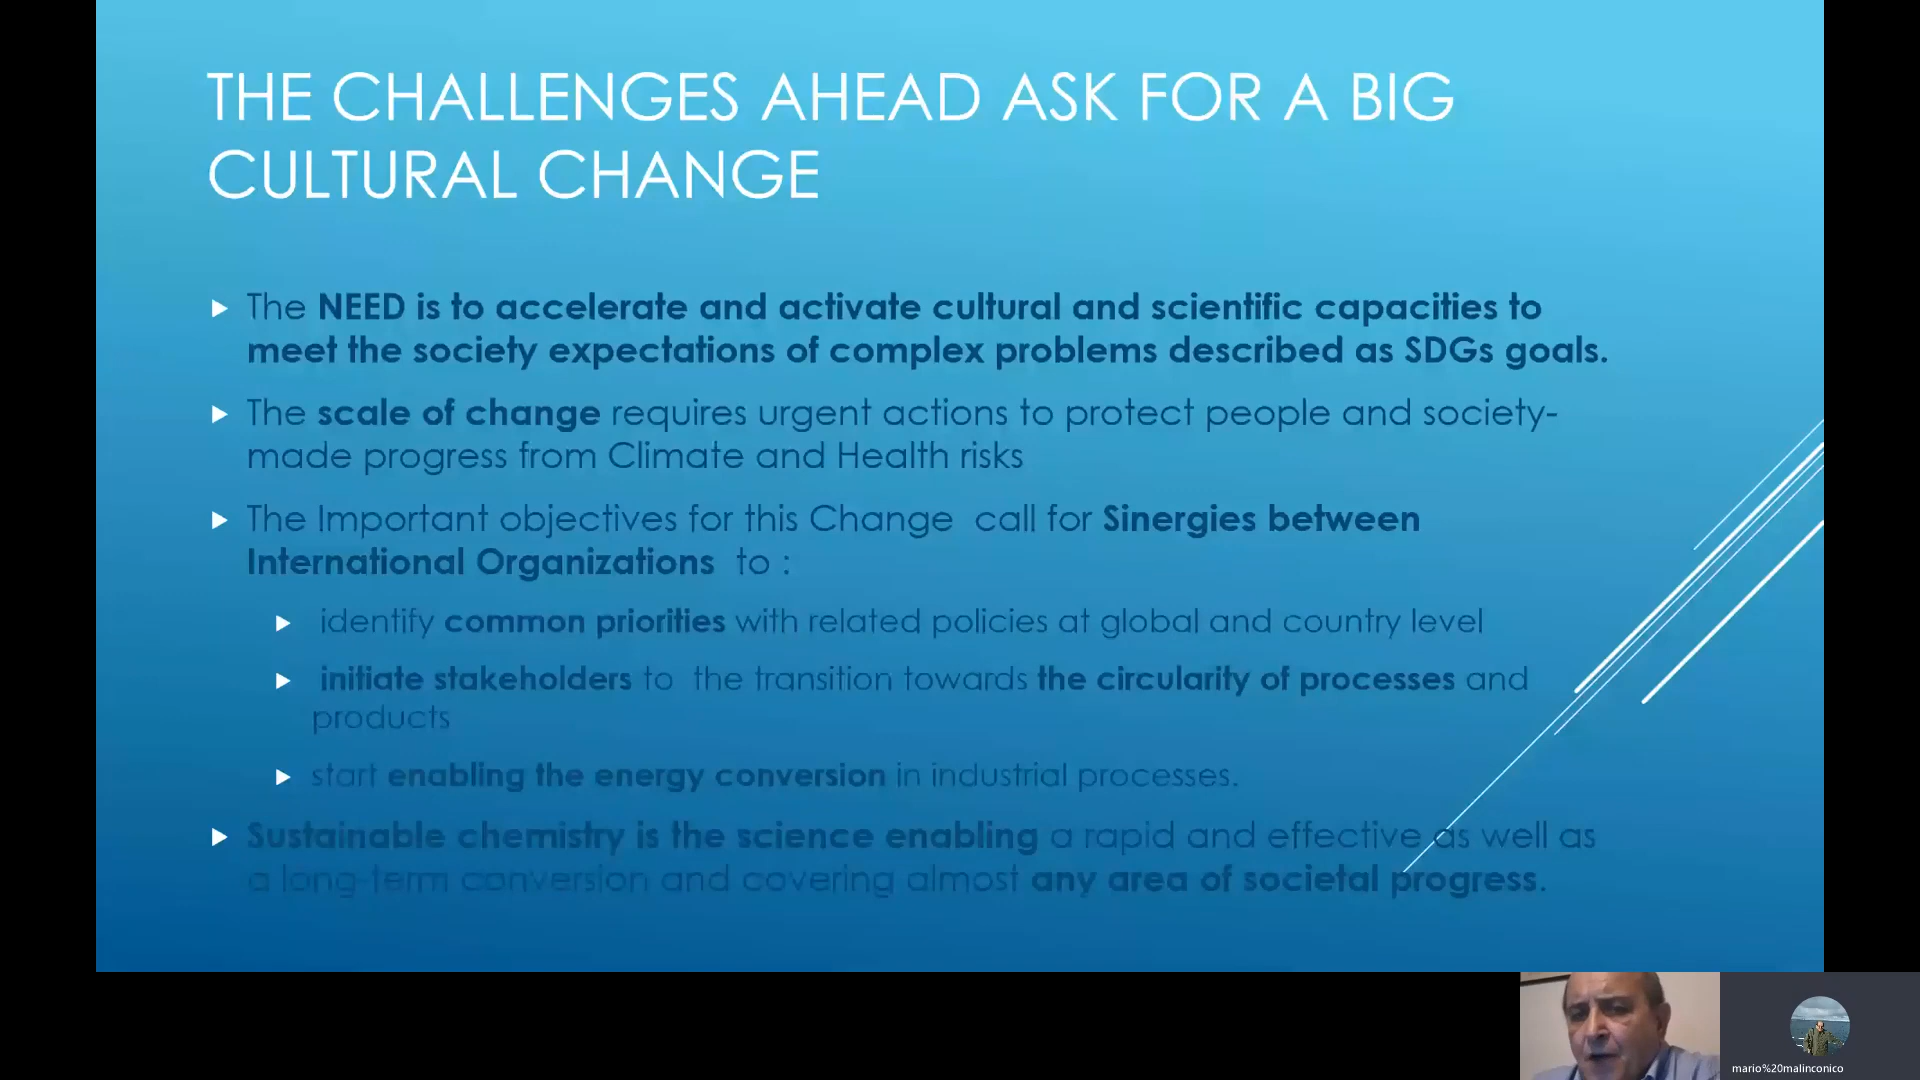 THE CHALLENGES AHEAD ASK FOR A BIG
CULTURAL CHANGE
The NEED is to accelerate and activate cultural and scientific capacities to
meet the society expectations of complex problems described as SDGs goals.
The scale of change requires urgent actions to protect people and society-
made progress from Climate and Health risks
The Important objectives for this Change call for Sinergies between
International Organizations to :
identify common priorities with related policies at global and country level
initiate stakeholders to the transition towards the circularity of processes and
products
start enabling the energy conversion in industrial processes.
Sustainable chemistry is the science enabling a rapid and effective as well as
a long-term conversion and covering almost any area of societal progress.
mario%20malinconico